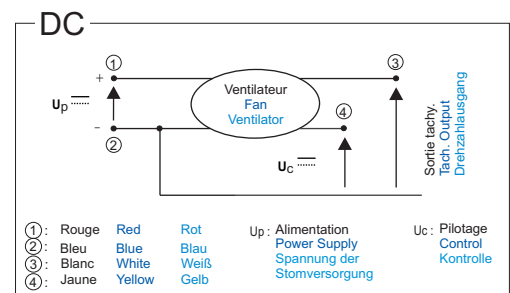 DC
① ③
+ Ventilateur
Up Fan ④
Ventilator
-
②
Uc
Sortie tachy.
Tach. Output
Drehzahlausgang
①: Rouge Red Rot Up: Alimentation Uc: Pilotage
②: Bleu Blue Blau Power Supply Control
③: Blanc White Weiß Spannung der Kontrolle
④: Jaune Yellow Gelb Stomversorgung